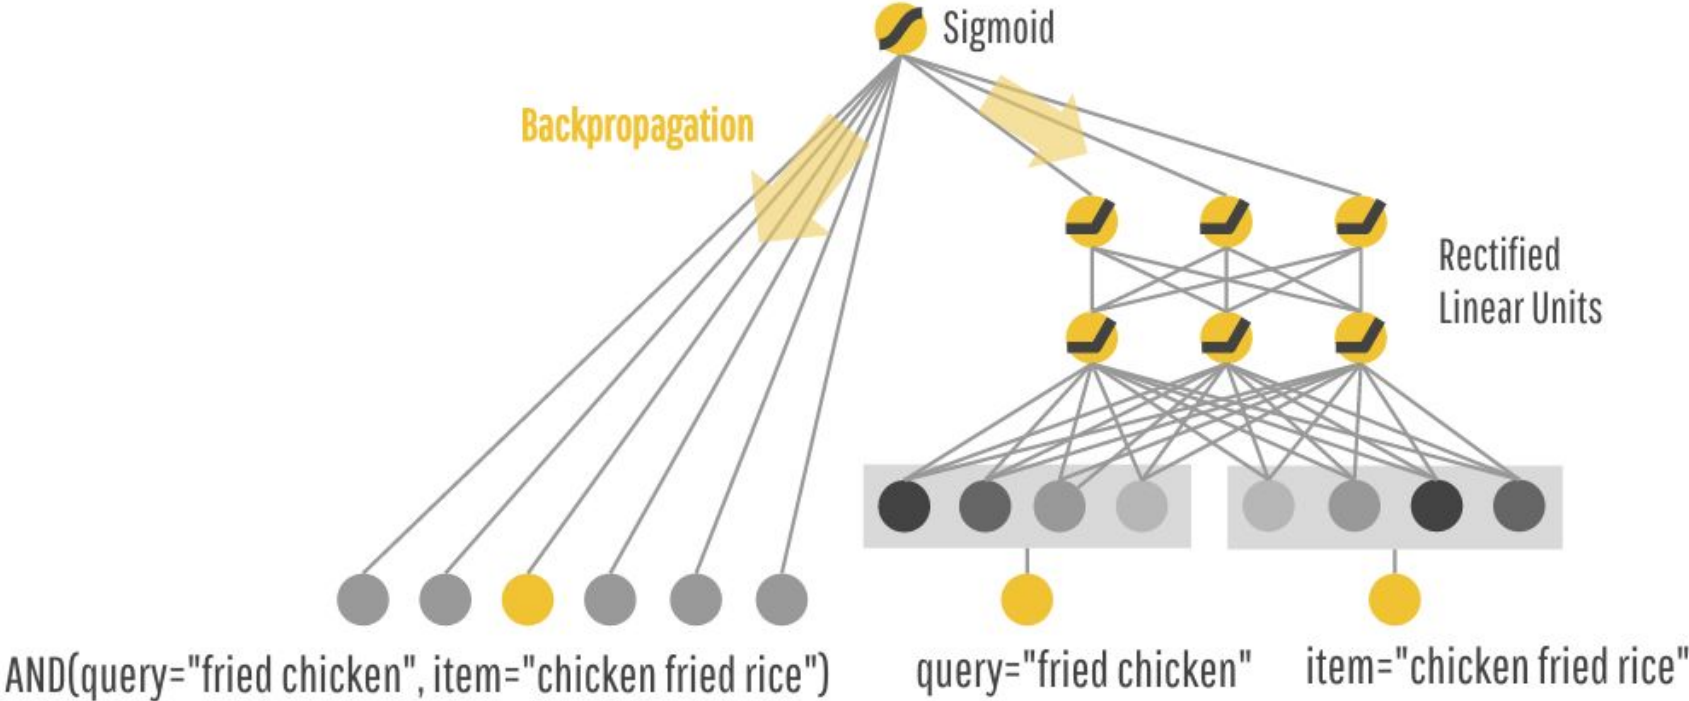 Sigmoid
Backpropagation
Rectified
Linear Units
AND(query="fried chicken", item="chicken fried rice")
query="fried chicken"
item="chicken fried rice"